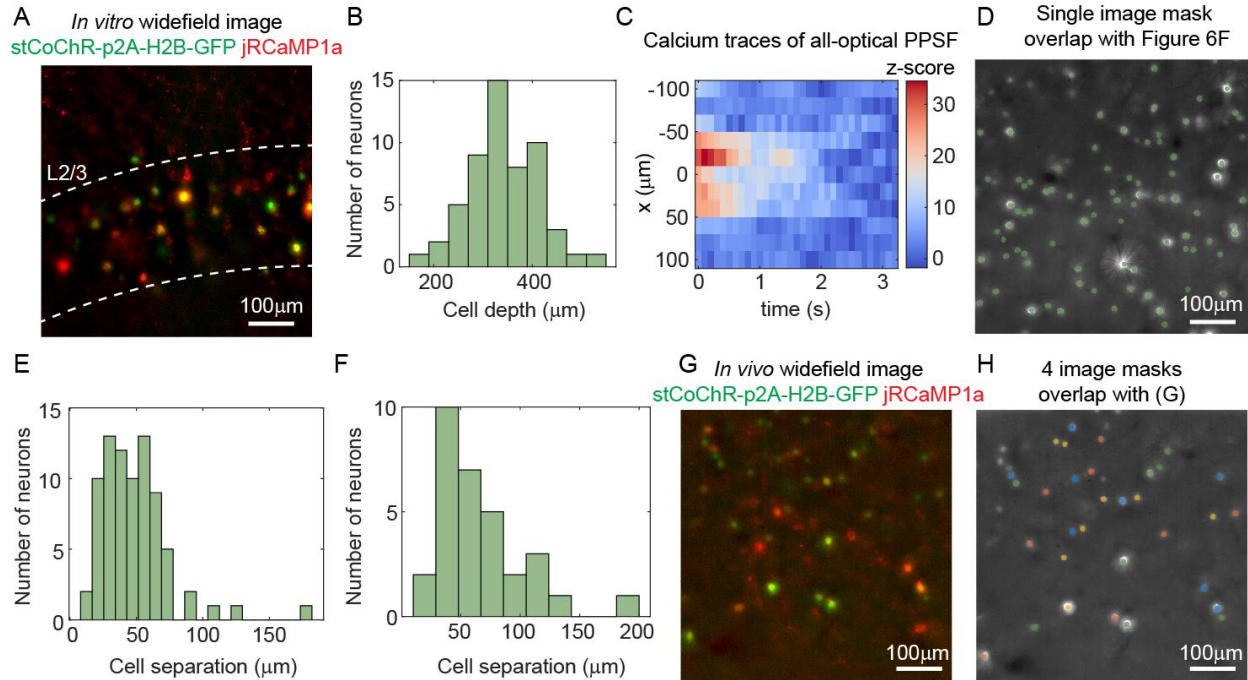 A
In vitro widefield image
stCoChR-p2A-H2B-GFP jRCaMP1a
L2/3
100μm
B
Number of neurons
15
10
5
0
200
400
Cell depth (μm)
C
Calcium traces of all-optical PPSF
z-score
-100
-50
0
50
100
x (μm)
0
1
2
3
time (s)
30
20
10
0
D
Single image mask
overlap with Figure 6F
100μm
E
Number of neurons
15
10
5
0
0
50
100
150
Cell separation (μm)
F
Number of neurons
10
5
0
50
100
150
200
Cell separation (μm)
G
In vivo widefield image
stCoChR-p2A-H2B-GFP jRCaMP1a
100μm
H
4 image masks
overlap with (G)
100μm